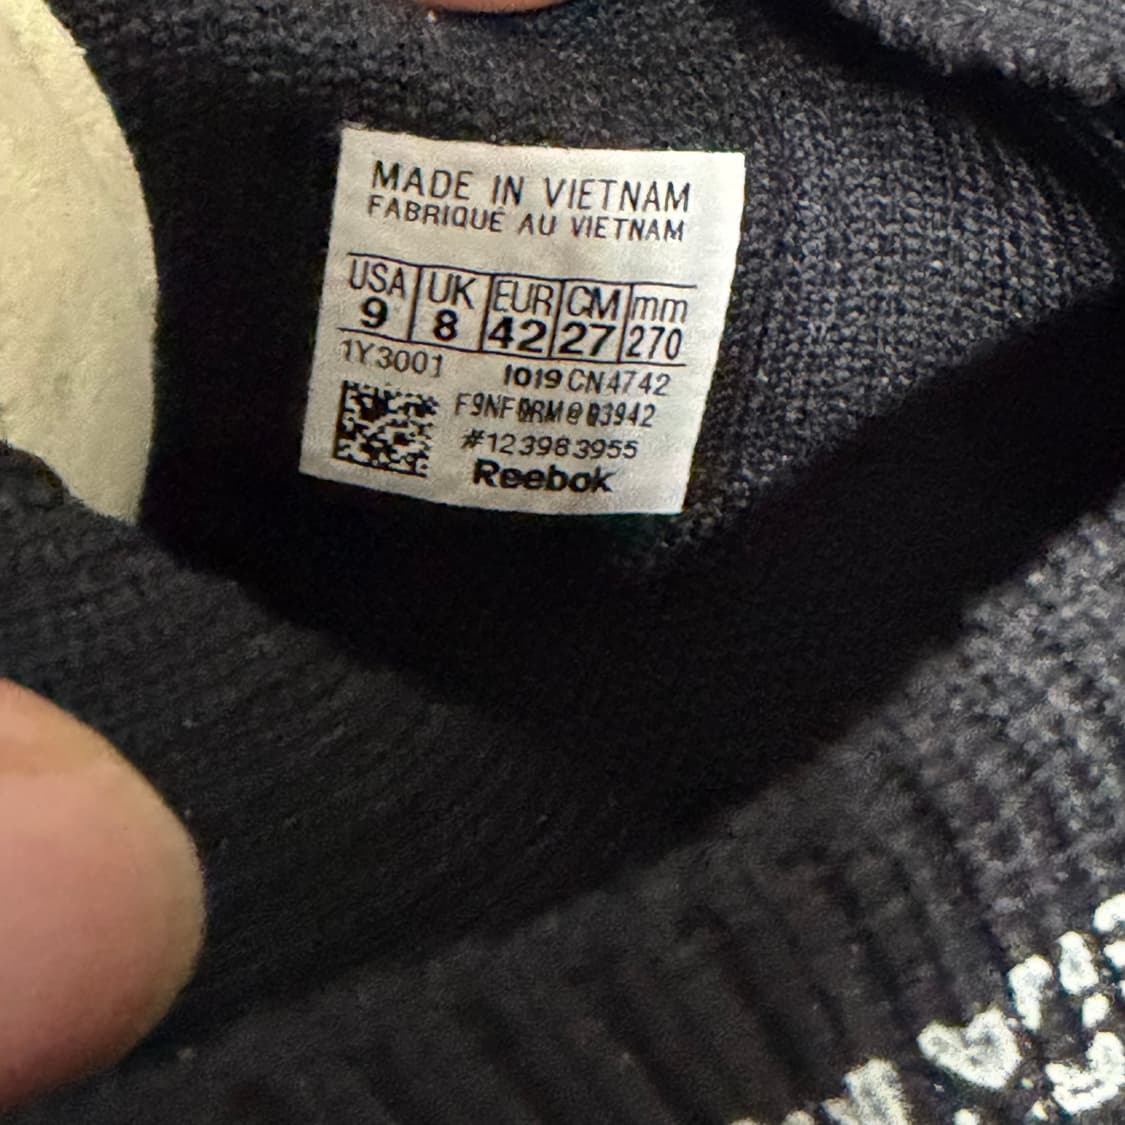 MADE IN VIETNAM
FABRIQUÉ AU VIETNAM
USA UK EUR CM mm
9 8 42 27 270
1Y3001 1019 CN4742
#123983955
Reebok